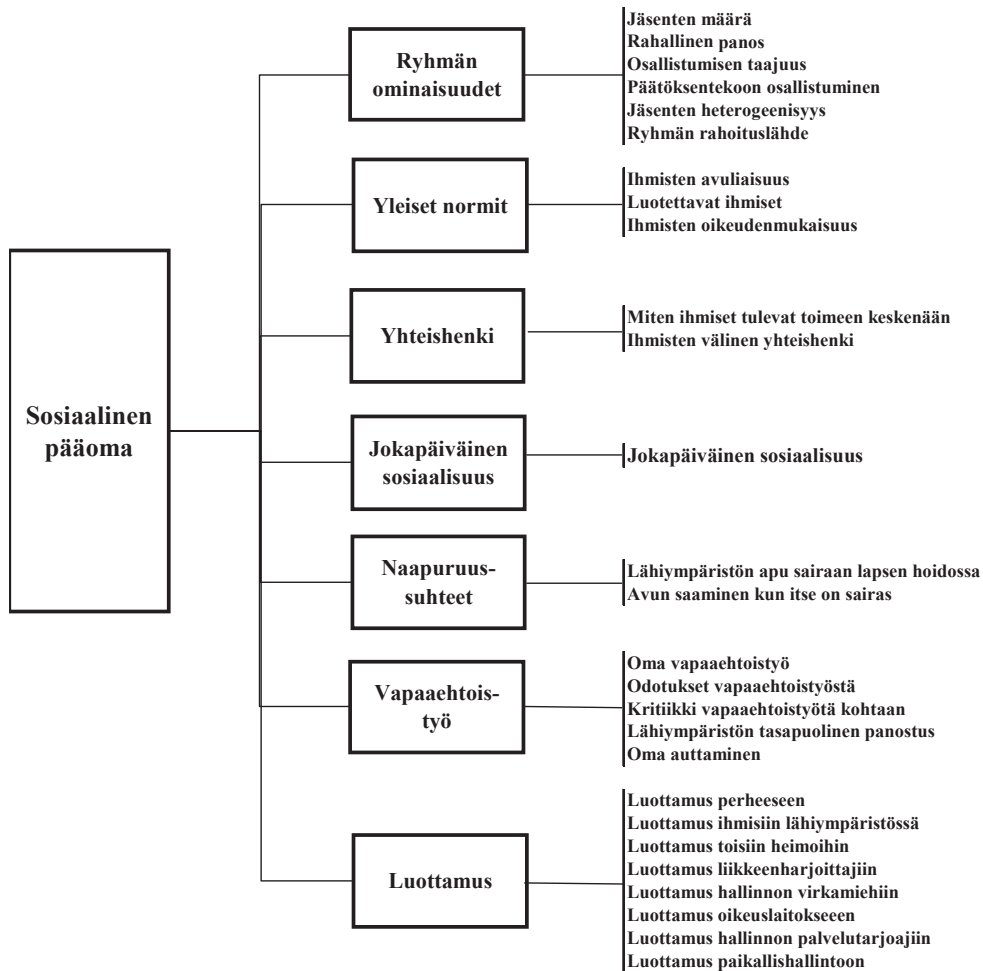 Sosiaalinen
pääoma
Ryhmän
ominaisuudet
Jäsenten määrä
Rahallinen panos
Osallistumisen taajuus
Päätöksentekoon osallistuminen
Jäsenten heterogeenisyys
Ryhmän rahoituslähde
Yleiset normit
Ihmisten avuliaisuus
Luotettavat ihmiset
Ihmisten oikeudenmukaisuus
Yhteishenki
Miten ihmiset tulevat toimeen keskenään
Ihmisten välinen yhteishenki
Jokapäiväinen
sosiaalisuus
Jokapäiväinen sosiaalisuus
Naapuruus-
suhteet
Lähiympäristön apu sairaan lapsen hoidossa
Avun saaminen kun itse on sairas
Vapaaehtois-
työ
Oma vapaaehtoistyö
Odotukset vapaaehtoistyöstä
Kritiikki vapaaehtoistyötä kohtaan
Lähiympäristön tasapuolinen panostus
Oma auttaminen
Luottamus
Luottamus perheeseen
Luottamus ihmisiin lähiympäristössä
Luottamus toisiin heimoihin
Luottamus liikkeenharjoittajiin
Luottamus hallinnon virkamiehiin
Luottamus oikeuslaitokseeen
Luottamus hallinnon palvelutarjoajiin
Luottamus paikallishallintoon